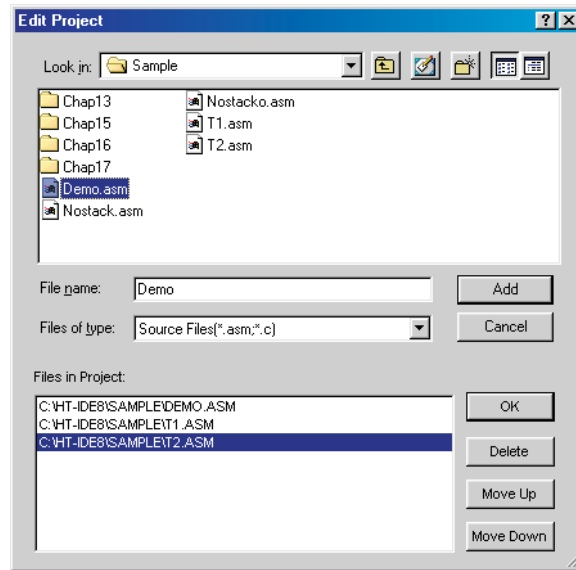 Edit Project
Look in: Sample
Chap13 Nostacko.asm
Chap15 T1.asm
Chap16 T2.asm
Chap17
Demo.asm
Nostack.asm
File name: Demo Add
Files of type: Source Files(*.asm;*.c) Cancel
Files in Project:
C:\HT-IDE8\SAMPLE\DEMO.ASM OK
C:\HT-IDE8\SAMPLE\T1.ASM
C:\HT-IDE8\SAMPLE\T2.ASM
Delete
Move Up
Move Down